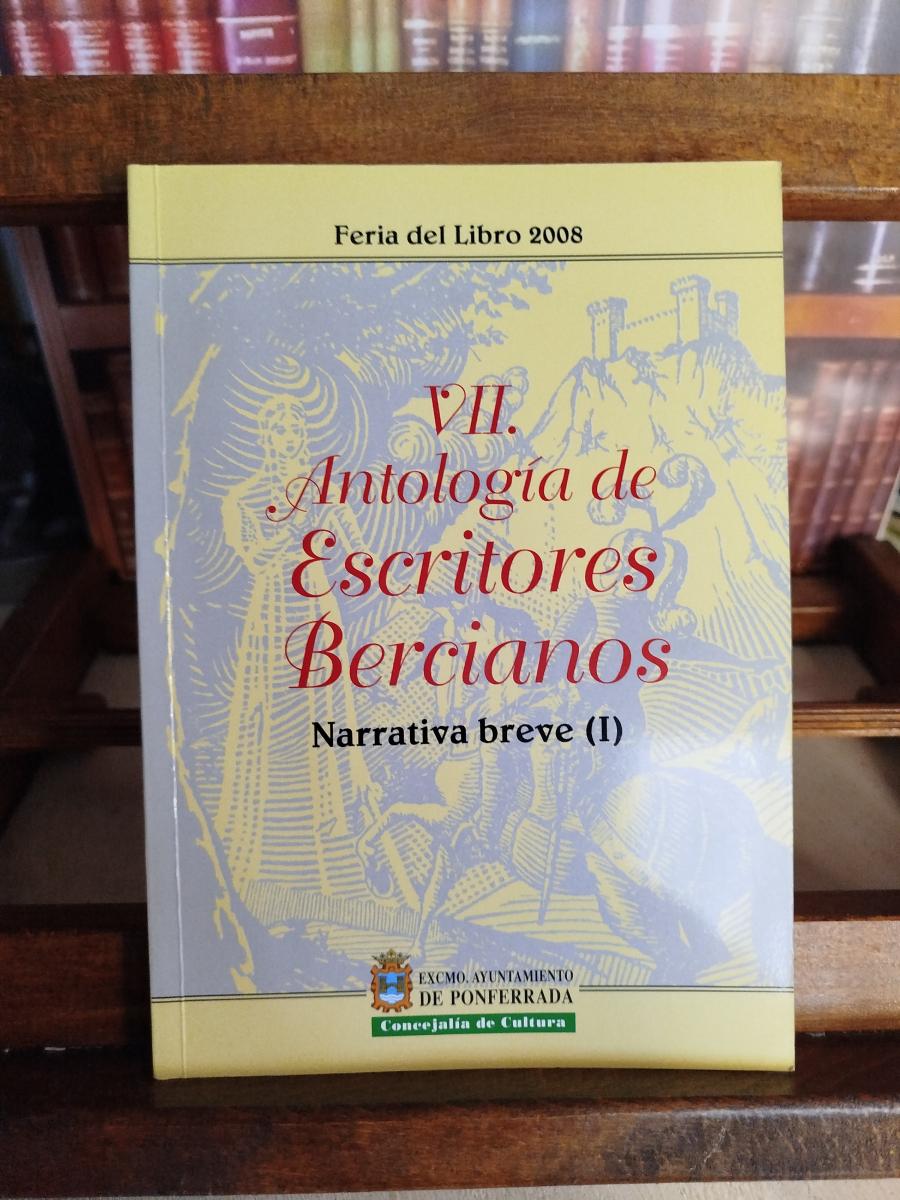 Feria del Libro 2008
VII.
Antología de
Escritores
Bercianos
Narrativa breve (I)
EXCMO. AYUNTAMIENTO
DE PONFERRADA
Concejalía de Cultura